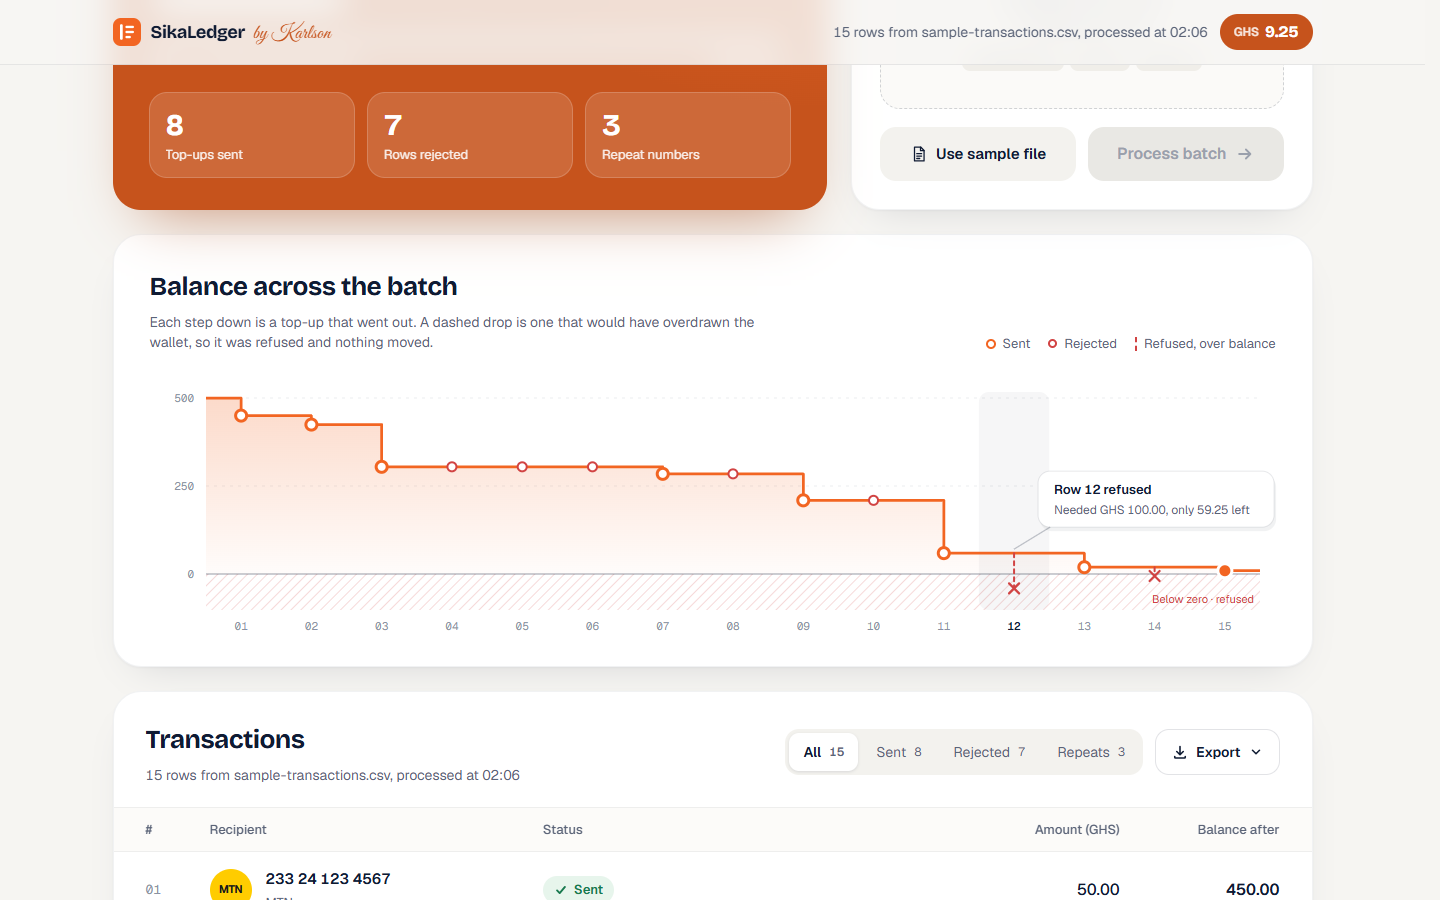 SikaLedger by Karlson
15 rows from sample-transactions.csv, processed at 02:06
GHS 9.25
8
Top-ups sent
7
Rows rejected
3
Repeat numbers
Use sample file
Process batch
Balance across the batch
Each step down is a top-up that went out. A dashed drop is one that would have overdrawn the
wallet, so it was refused and nothing moved.
Sent
Rejected
Refused, over balance
500
250
0
Row 12 refused
Needed GHS 100.00, only 59.25 left
Below zero · refused
01 02 03 04 05 06 07 08 09 10 11 12 13 14 15
Transactions
15 rows from sample-transactions.csv, processed at 02:06
All 15
Sent 8
Rejected 7
Repeats 3
Export
# Recipient Status Amount (GHS) Balance after
01 MTN 233 24 123 4567 Sent 50.00 450.00